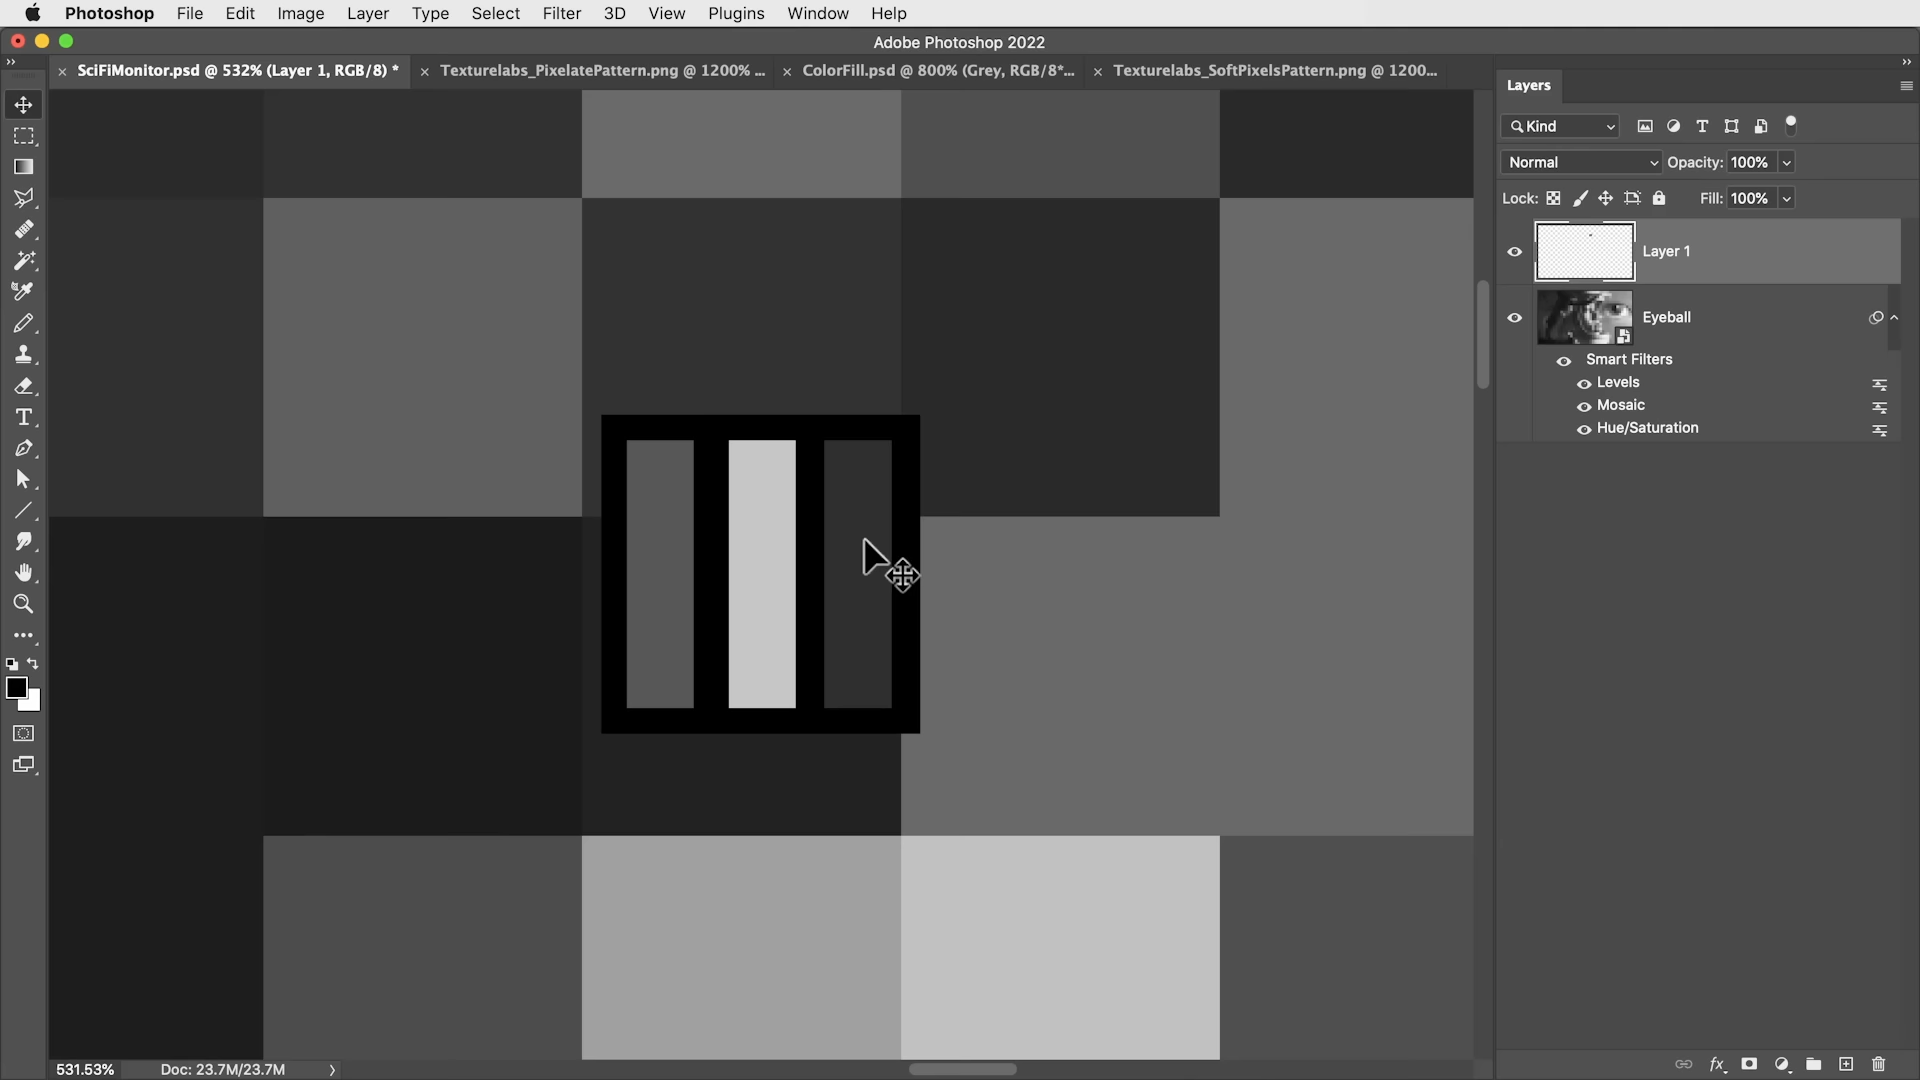 Photoshop File Edit Image Layer Type Select Filter 3D View Plugins Window Help
Adobe Photoshop 2022
SciFiMonitor.psd @ 532% (Layer 1, RGB/8) * Texturelabs_PixelatePattern.png @ 1200% ... ColorFill.psd @ 800% (Grey, RGB/8*... Texturelabs_SoftPixelsPattern.png @ 1200...
Layers
Kind
Normal Opacity: 100%
Lock: Fill: 100%
Layer 1
Eyeball
Smart Filters
Levels
Mosaic
Hue/Saturation
531.53% Doc: 23.7M/23.7M